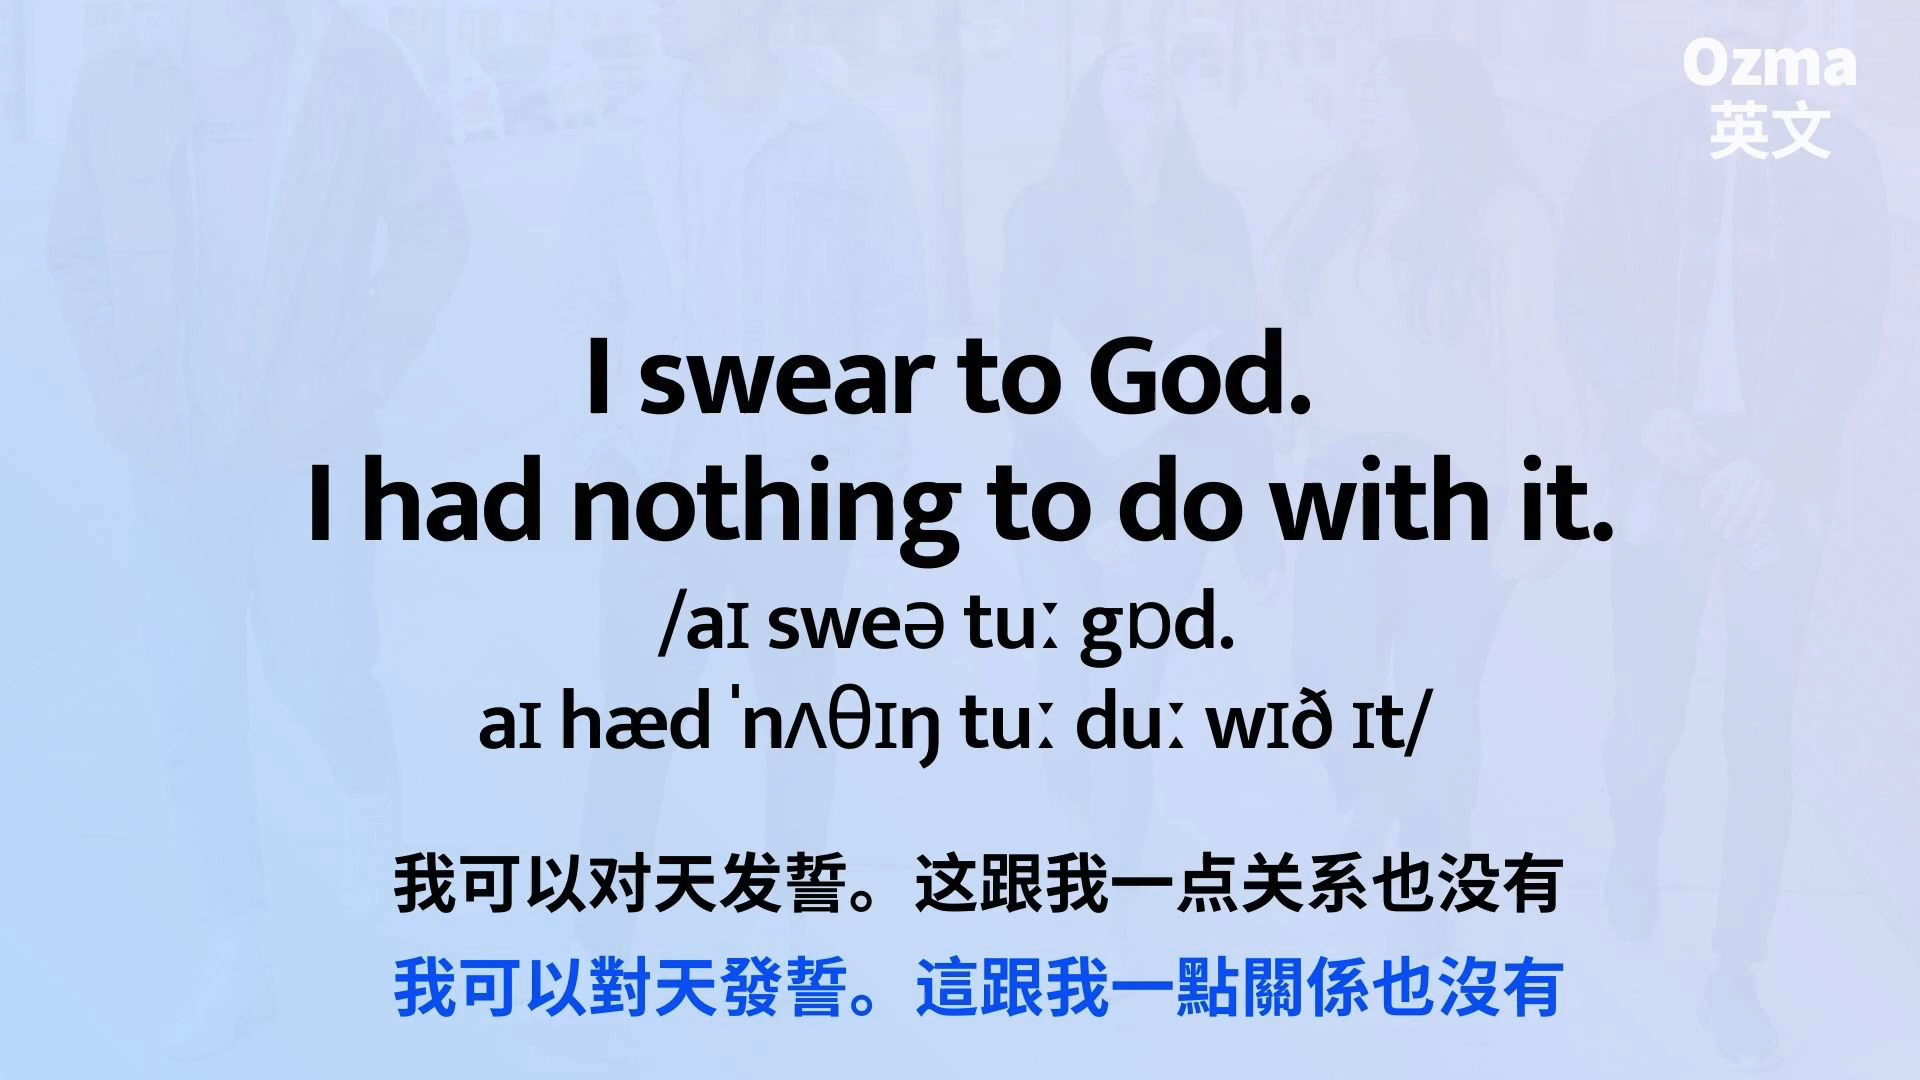 Ozma
英文
I swear to God.
I had nothing to do with it.
/aɪ sweə tuː gɒd.
aɪ hæd ˈnʌθɪŋ tuː duː wɪð ɪt/
我可以对天发誓。这跟我一点关系也没有
我可以對天發誓。這跟我一點關係也沒有